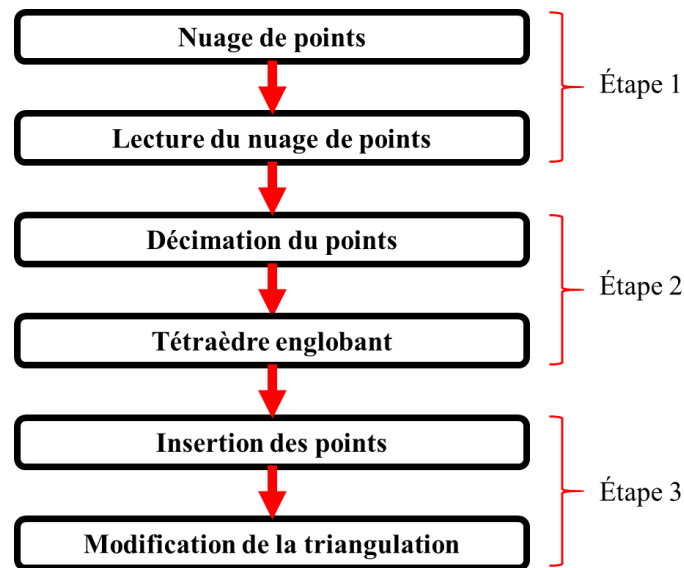 Nuage de points
Étape 1
Lecture du nuage de points
Décimation du points
Étape 2
Tétraèdre englobant
Insertion des points
Étape 3
Modification de la triangulation